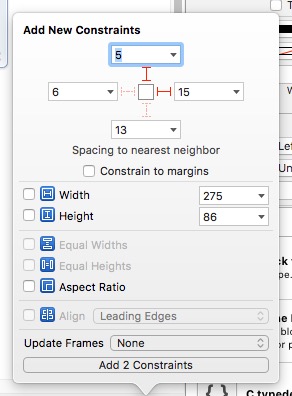 Add New Constraints
5
6
15
13
Spacing to nearest neighbor
Constrain to margins
Width 275
Height 86
Equal Widths
Equal Heights
Aspect Ratio
Align Leading Edges
Update Frames None
Add 2 Constraints
{ }
C typedef